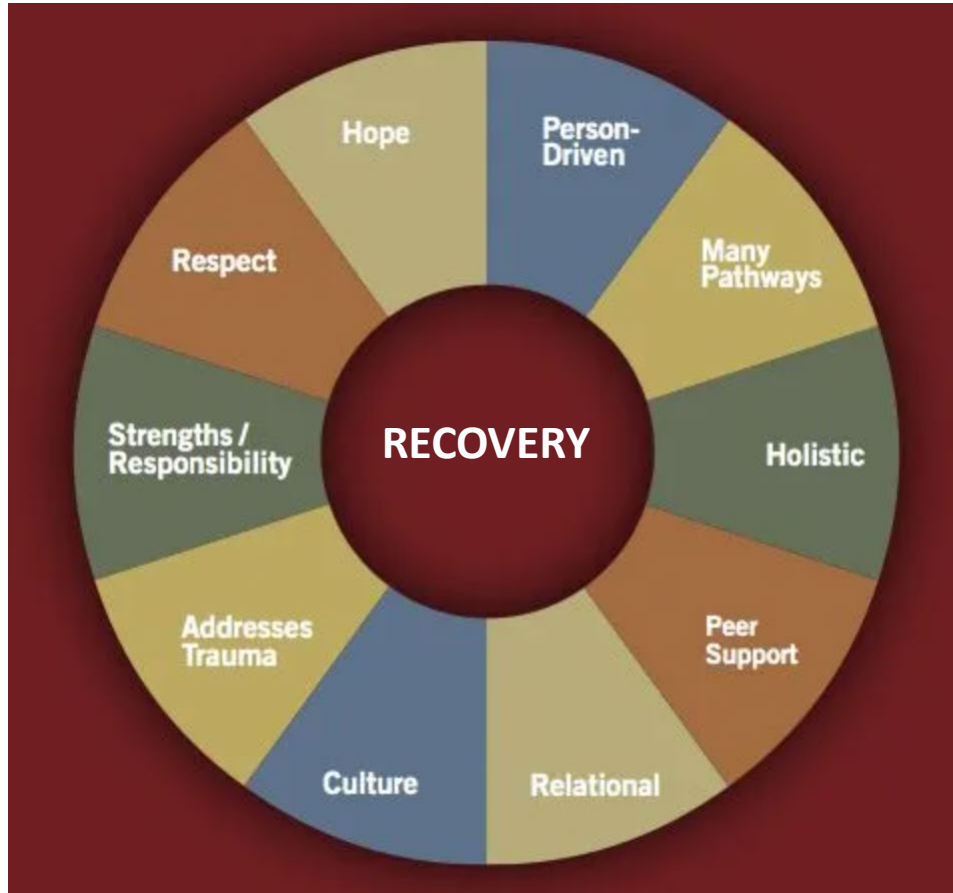 Hope
Person-
Driven
Many
Pathways
Respect
Strengths /
Responsibility
RECOVERY
Holistic
Addresses
Trauma
Peer
Support
Culture
Relational